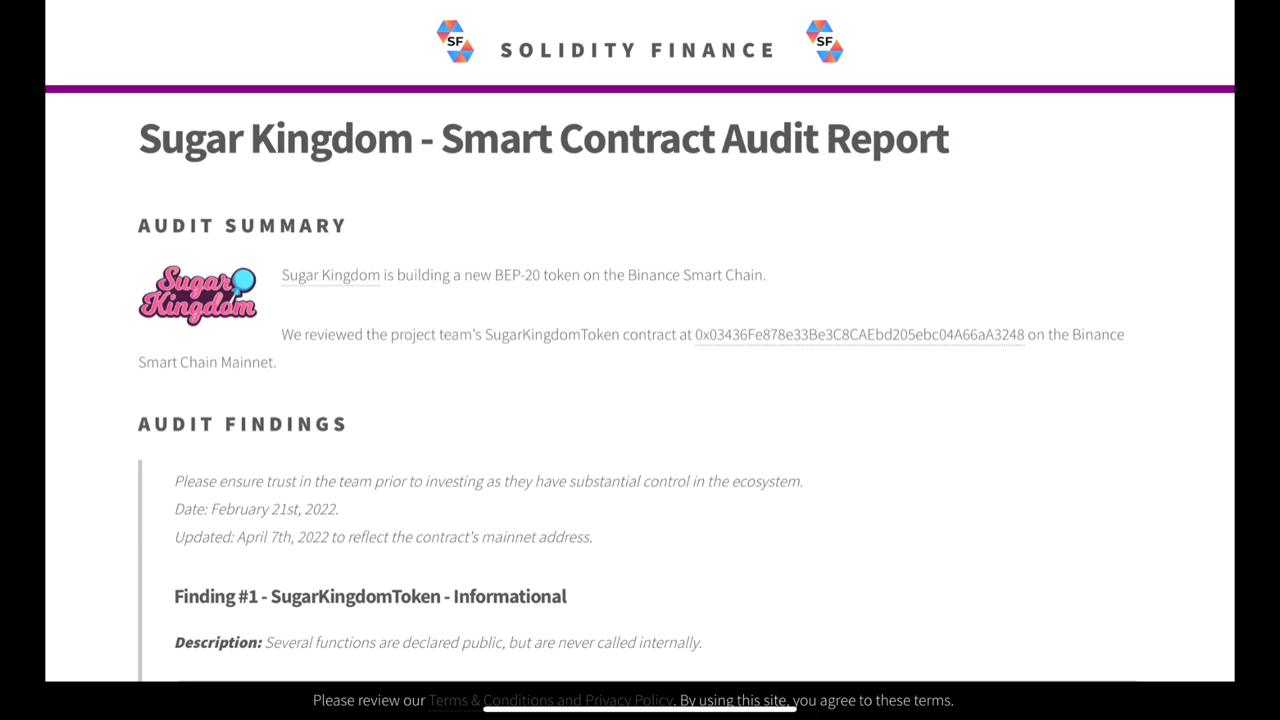 SF SOLIDITY FINANCE SF
Sugar Kingdom - Smart Contract Audit Report
AUDIT SUMMARY
Sugar Kingdom
Sugar Kingdom is building a new BEP-20 token on the Binance Smart Chain.
We reviewed the project team's SugarKingdomToken contract at 0x03436Fe878e33Be3C8CAEbd205ebc04A66aA3248 on the Binance
Smart Chain Mainnet.
AUDIT FINDINGS
Please ensure trust in the team prior to investing as they have substantial control in the ecosystem.
Date: February 21st, 2022.
Updated: April 7th, 2022 to reflect the contract's mainnet address.
Finding #1 - SugarKingdomToken - Informational
Description: Several functions are declared public, but are never called internally.
Please review our Terms & Conditions and Privacy Policy. By using this site, you agree to these terms.